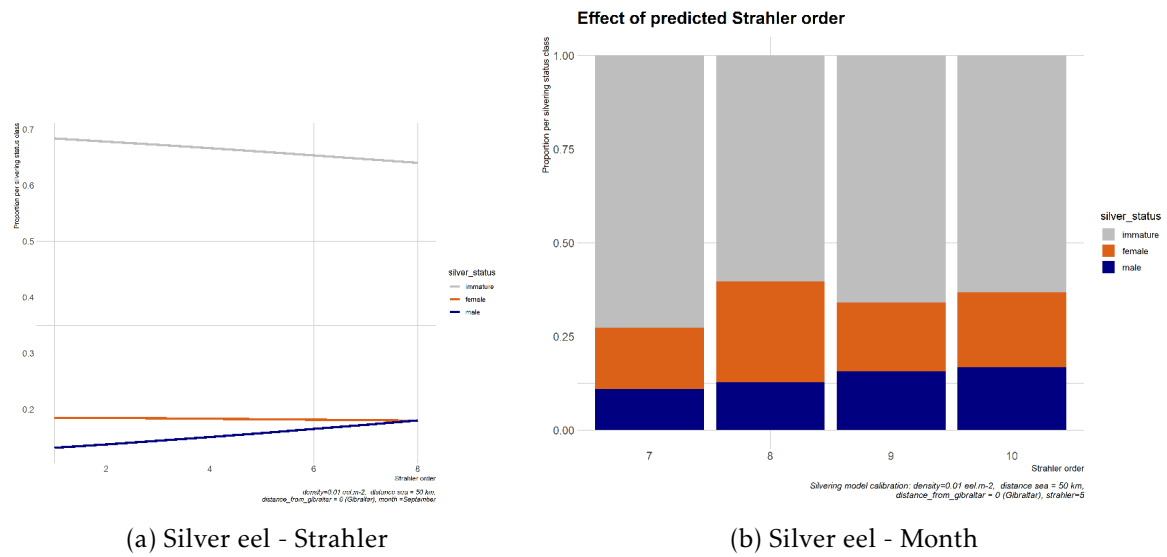 Proportion per silvering status class
0.7
0.5
0.4
0.3
0.2
2
4
6
8
Strahler order
silver_status
immature
female
male
density=0.01 eel.m-2, distance sea = 50 km,
distance_from_gibraltar = 0 (Gibraltar), month =September
(a) Silver eel - Strahler
Effect of predicted Strahler order
Proportion per silvering status class
1.00
0.75
0.50
0.25
0.00
7
8
9
10
Strahler order
silver_status
immature
female
male
Silvering model calibration: density=0.01 eel.m-2, distance sea = 50 km,
distance_from_gibraltar = 0 (Gibraltar), strahler=5
(b) Silver eel - Month